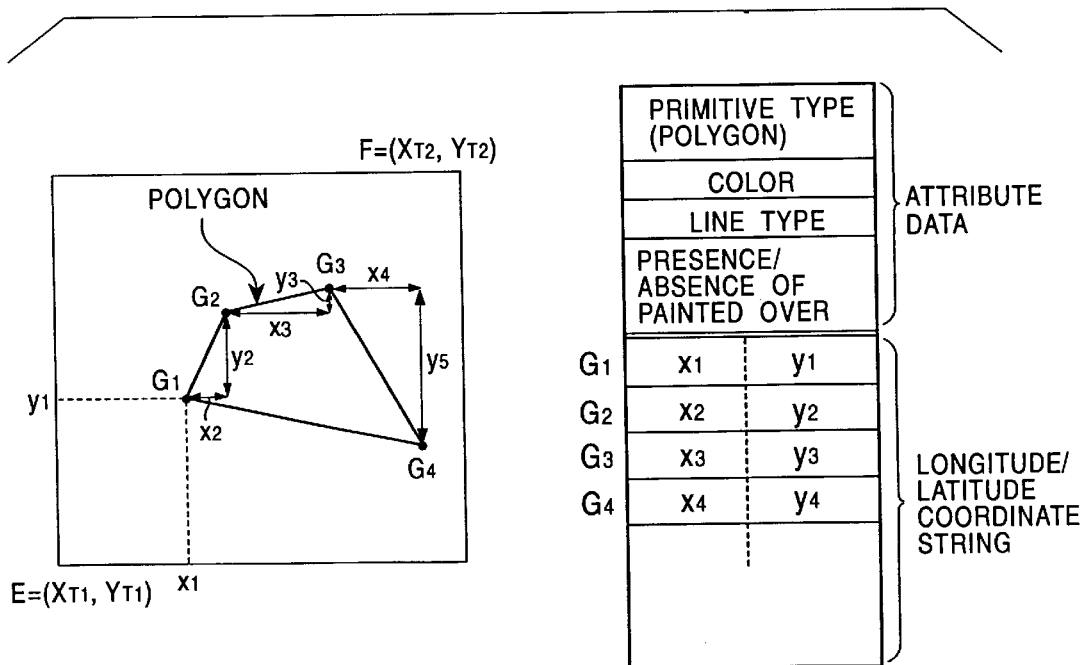 F=(XT2, YT2)
POLYGON
G3
y3
x4
G2
x3
y2
y5
G1
y1
x2
G4
x1
E=(XT1, YT1)
PRIMITIVE TYPE
(POLYGON)
COLOR
LINE TYPE
PRESENCE/
ABSENCE OF
PAINTED OVER
ATTRIBUTE
DATA
G1 x1 y1
G2 x2 y2
G3 x3 y3
G4 x4 y4
LONGITUDE/
LATITUDE
COORDINATE
STRING